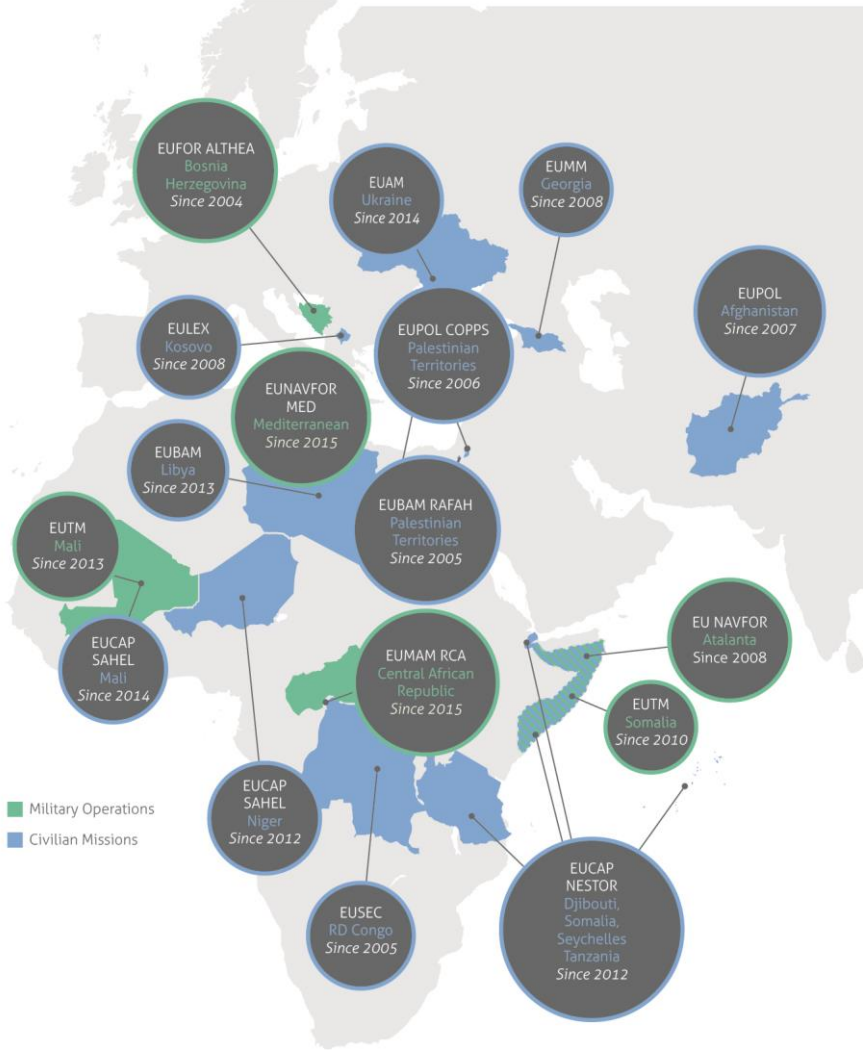 EUFOR ALTHEA
Bosnia
Herzegovina
Since 2004
EUAM
Ukraine
Since 2014
EUMM
Georgia
Since 2008
EUPOL
Afghanistan
Since 2007
EULEX
Kosovo
Since 2008
EUPOL COPPS
Palestinian
Territories
Since 2006
EUNAVFOR
MED
Mediterranean
Since 2015
EUBAM
Libya
Since 2013
EUBAM RAFAH
Palestinian
Territories
Since 2005
EUTM
Mali
Since 2013
EUCAP
SAHEL
Mali
Since 2014
EUMAM RCA
Central African
Republic
Since 2015
EU NAVFOR
Atalanta
Since 2008
EUTM
Somalia
Since 2010
EUCAP
SAHEL
Niger
Since 2012
Military Operations
Civilian Missions
EUSEC
RD Congo
Since 2005
EUCAP
NESTOR
Djibouti,
Somalia,
Seychelles
Tanzania
Since 2012